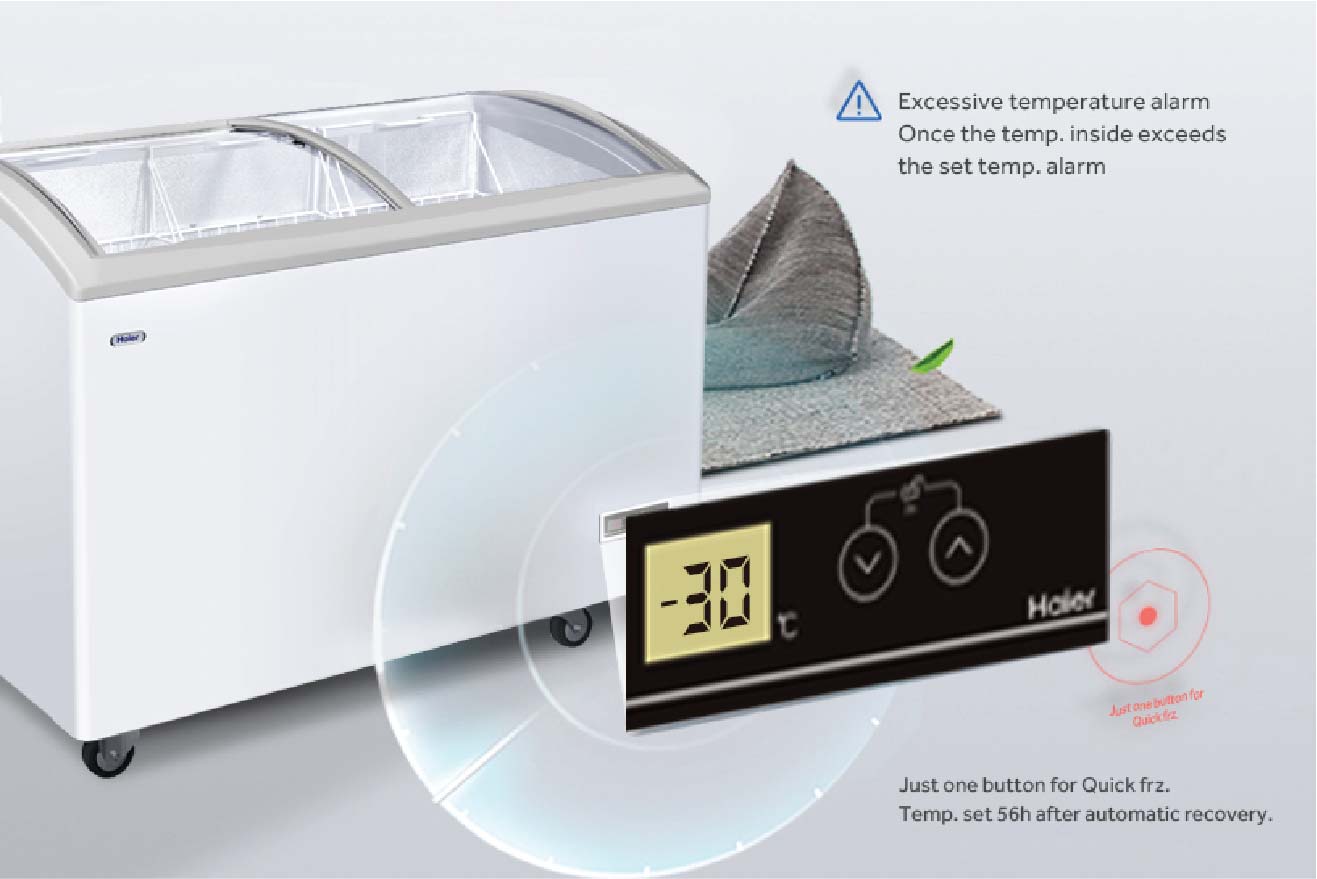 Excessive temperature alarm
Once the temp. inside exceeds
the set temp. alarm
Haier
-30
°C
Haier
Just one button for
Quick frz.
Just one button for Quick frz.
Temp. set 56h after automatic recovery.